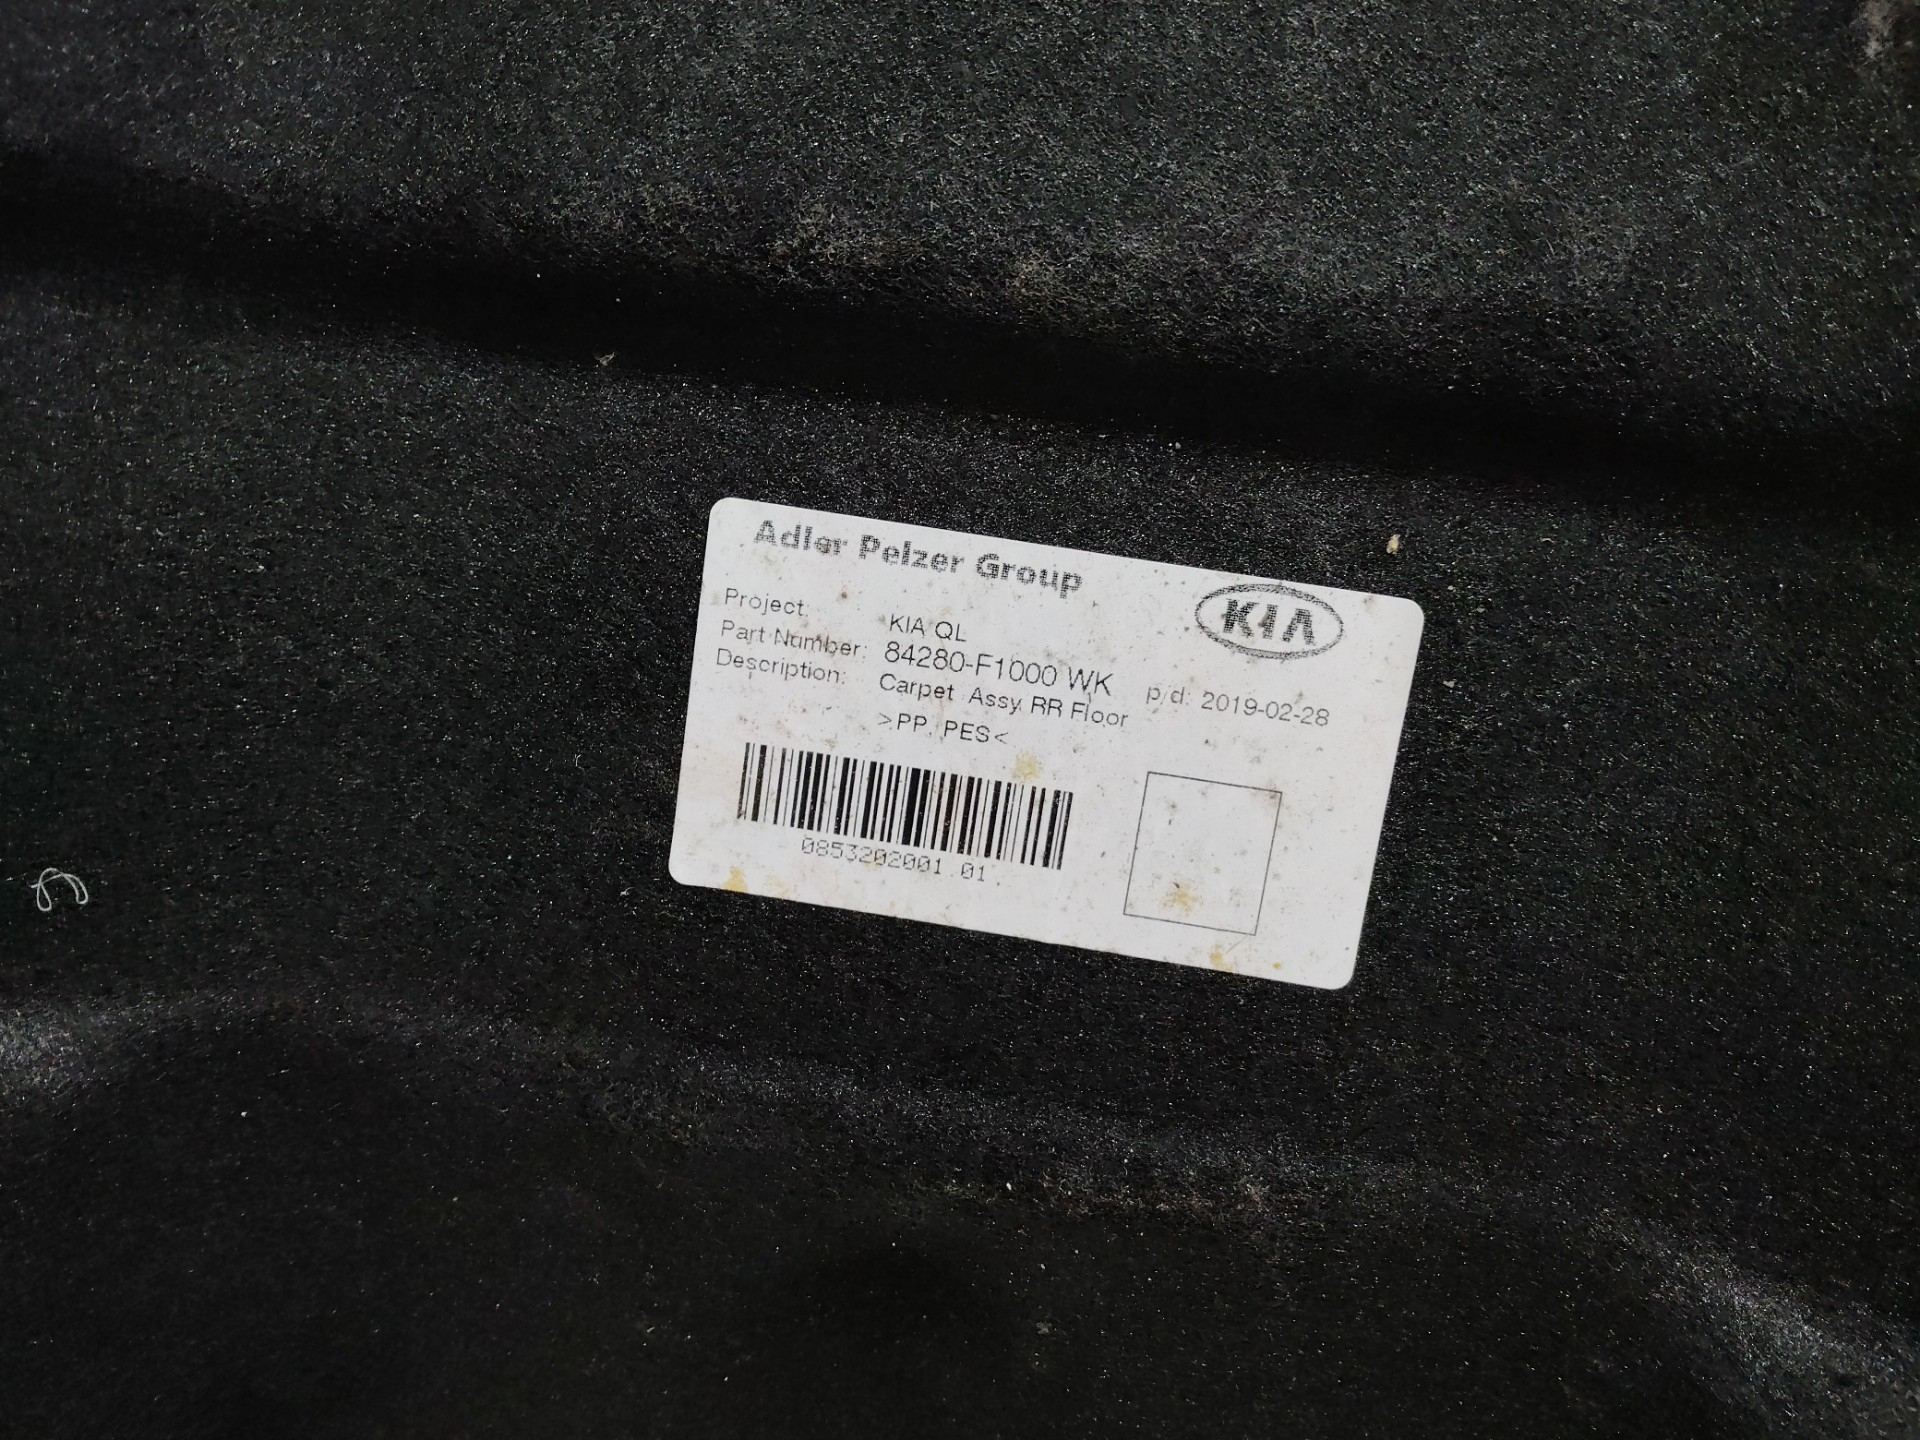 Adler Pelzer Group
KIA
Project: KIA QL
Part Number: 84280-F1000 WK p/d: 2019-02-28
Description: Carpet Assy RR Floor
>PP, PES<
0853202001.01